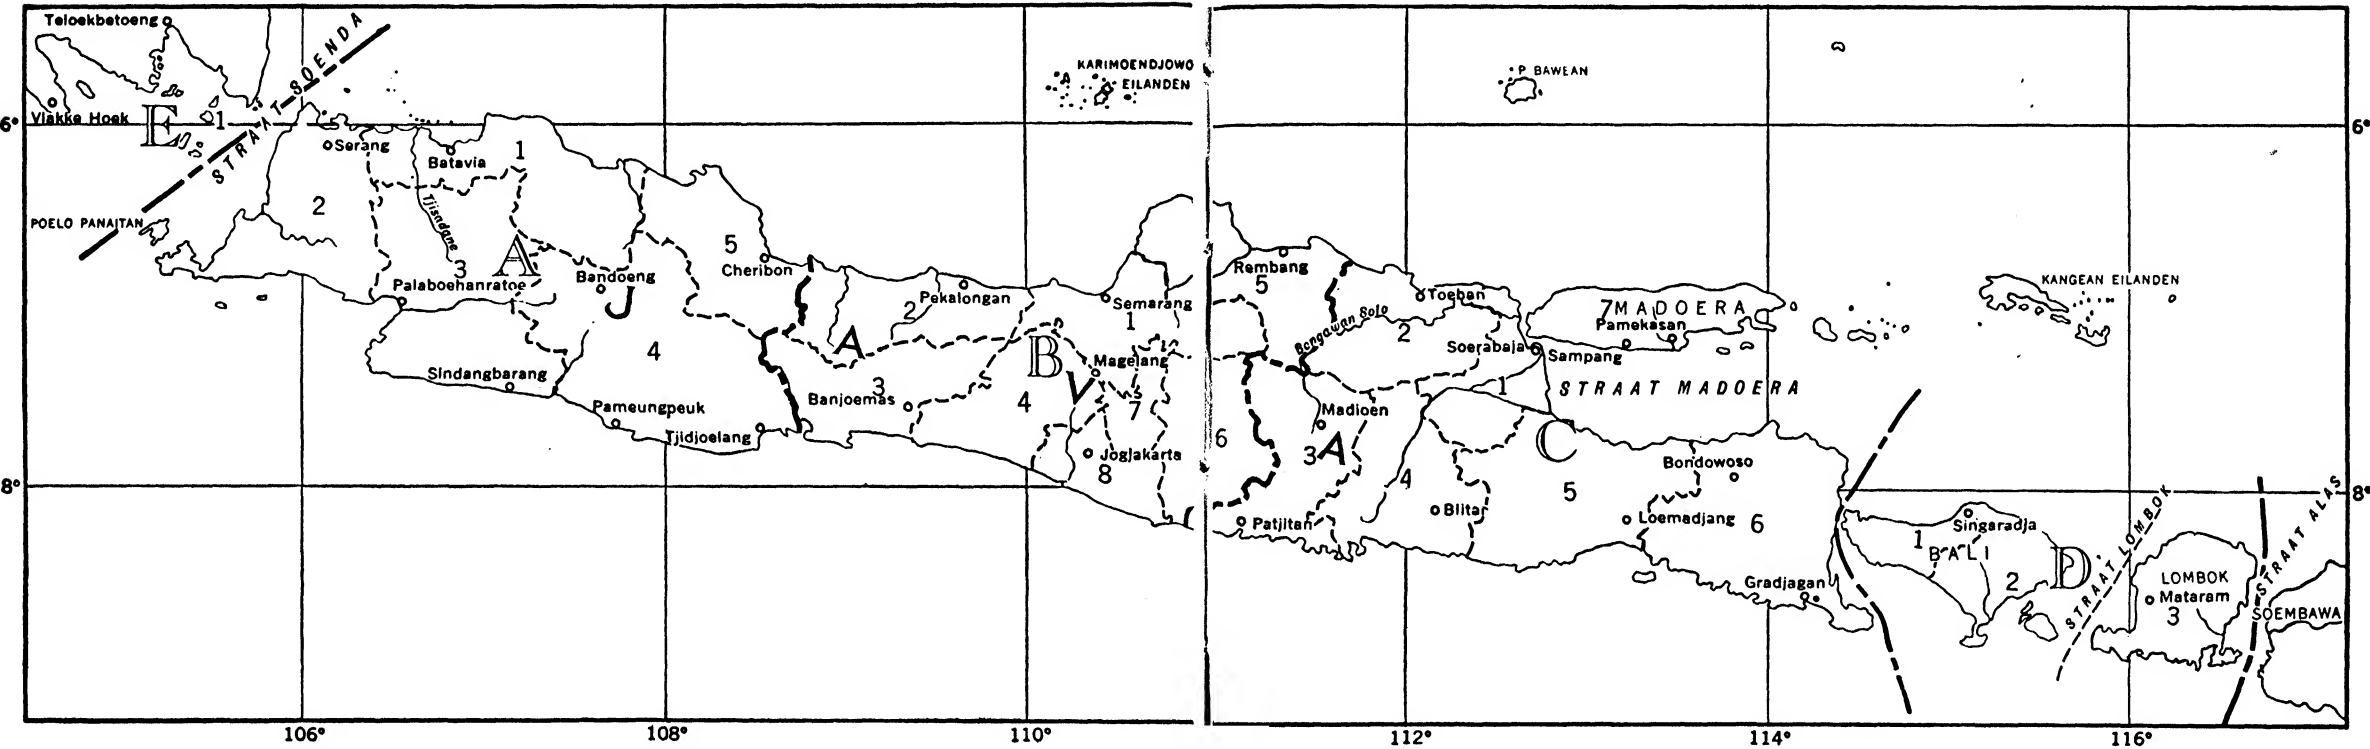 Teloekbetoeng
STRAAT SOENDA
KARIMOENDJOWO
EILANDEN
P BAWEAN
6°
Vlakke Hoek
E
1
Serang
Batavia
1
6°
2
Tjisadane
POELO PANAITAN
A
3
5
Cheribon
Bandoeng
Palaboehanratoe
J
2
Pekalongan
Semarang
1
Rembang
5
Toeban
7
MADOERA
Pamekasan
KANGEAN EILANDEN
Bengawan Solo
2
Soerabaja
Sampang
4
A
B
Magelang
Sindangbarang
3
Banjoemas
4
V
7
1
STRAAT MADOERA
Pameungpeuk
Tjidjoelang
Madioen
Jogjakarta
8
6
3
A
4
C
5
Bondowoso
8°
Patjitan
Blitar
Loemadjang
6
8°
Singaradja
1
BALI
2
D
STRAAT LOMBOK
LOMBOK
Mataram
3
STRAAT ALAS
SOEMBAWA
Gradjagan
106°
108°
110°
112°
114°
116°